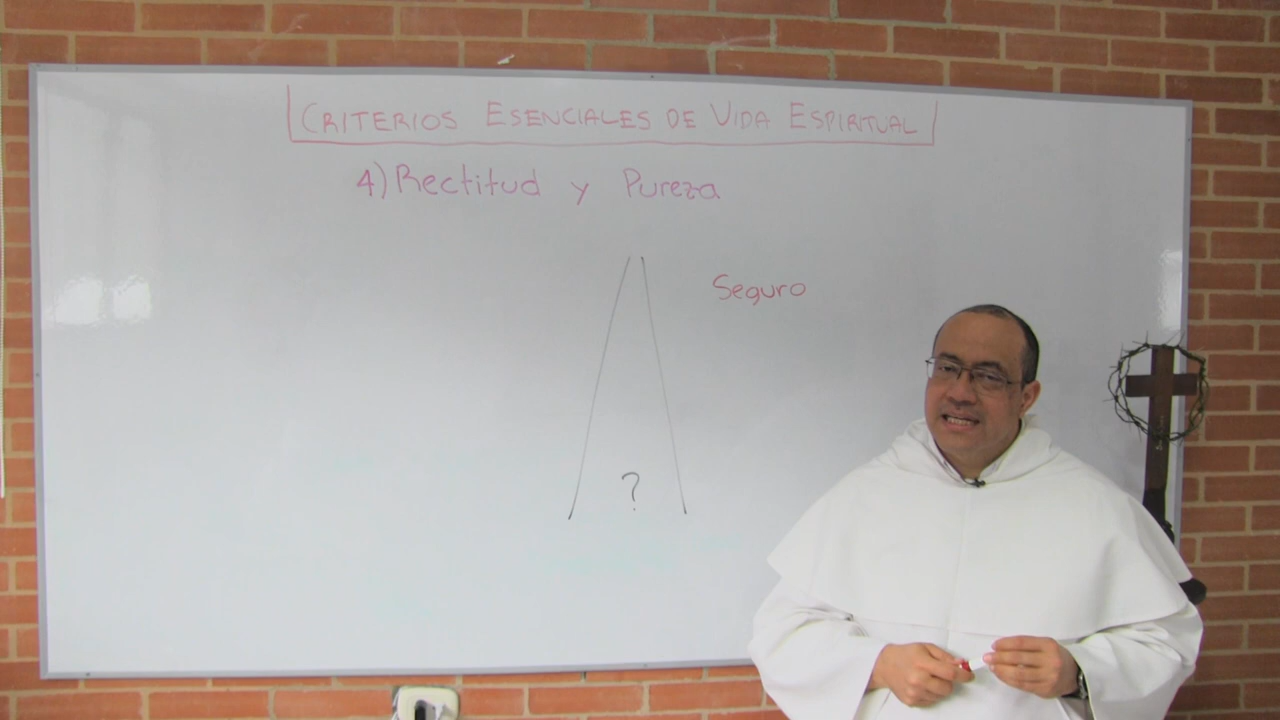 CRITERIOS ESENCIALES DE VIDA ESPIRITUAL
4) Rectitud y Pureza
Seguro
?